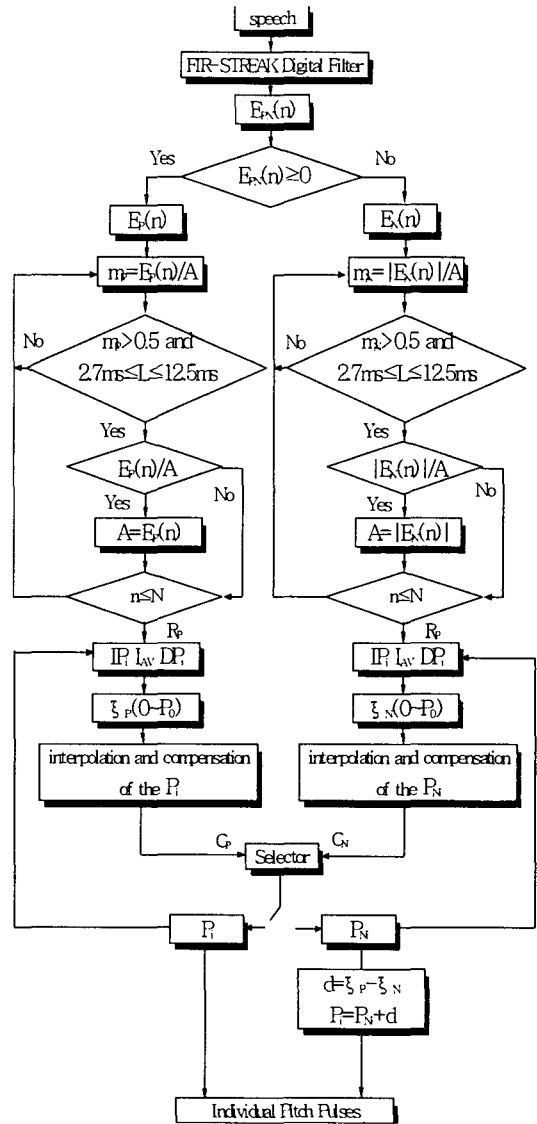 speech
FIR-STREAK Digital Filter
E_PN(n)
Yes
No
E_PN(n)≥0
E_P(n)
E_N(n)
m_P=E_P(n)/A
m_N=|E_N(n)|/A
No
m_P>0.5 and
2.7ms≤L≤12.5ms
No
m_N>0.5 and
2.7ms≤L≤12.5ms
Yes
Yes
E_P(n)/A
No
|E_N(n)|/A
No
Yes
Yes
A=E_P(n)
A=|E_N(n)|
n≤N
n≤N
R_P
R_P
IP_i I_AV DP_i
IP_i I_AV DP_i
ξ_P(0~P_0)
ξ_N(0~P_0)
interpolation and compensation
of the P_i
interpolation and compensation
of the P_N
C_P
C_N
Selector
P_i
P_N
d=ξ_P-ξ_N
P_i=P_N+d
Individual Pitch Pulses